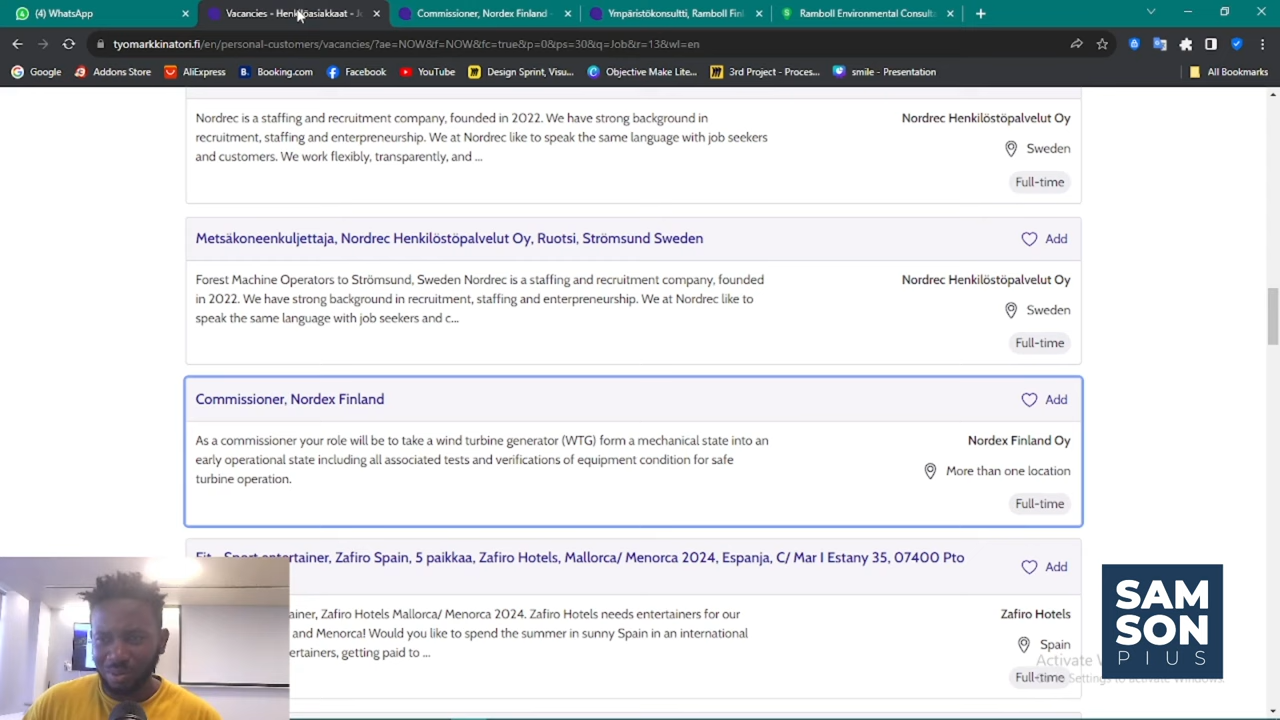 (4) WhatsApp
Vacancies - Henkilöasiakkaat - J
Commissioner, Nordex Finland -
Ympäristökonsultti, Ramboll Finl
Ramboll Environmental Consulta
tyomarkkinatori.fi/en/personal-customers/vacancies/?ae=NOW&f=NOW&fc=true&p=0&ps=30&q=Job&r=13&wl=en
Google
Addons Store
AliExpress
Booking.com
Facebook
YouTube
Design Sprint, Visu...
Objective Make Lite...
3rd Project - Proces...
smile - Presentation
All Bookmarks
Nordrec is a staffing and recruitment company, founded in 2022. We have strong background in
recruitment, staffing and enterpreneurship. We at Nordrec like to speak the same language with job seekers
and customers. We work flexibly, transparently, and ...
Nordrec Henkilöstöpalvelut Oy
Sweden
Full-time
Metsäkoneenkuljettaja, Nordrec Henkilöstöpalvelut Oy, Ruotsi, Strömsund Sweden
Add
Forest Machine Operators to Strömsund, Sweden Nordrec is a staffing and recruitment company, founded
in 2022. We have strong background in recruitment, staffing and enterpreneurship. We at Nordrec like to
speak the same language with job seekers and c...
Nordrec Henkilöstöpalvelut Oy
Sweden
Full-time
Commissioner, Nordex Finland
Add
As a commissioner your role will be to take a wind turbine generator (WTG) form a mechanical state into an
early operational state including all associated tests and verifications of equipment condition for safe
turbine operation.
Nordex Finland Oy
More than one location
Full-time
Fit - Sport entertainer, Zafiro Spain, 5 paikkaa, Zafiro Hotels, Mallorca/ Menorca 2024, Espanja, C/ Mar I Estany 35, 07400 Pto
Add
ainer, Zafiro Hotels Mallorca/ Menorca 2024. Zafiro Hotels needs entertainers for our
and Menorca! Would you like to spend the summer in sunny Spain in an international
ertainers, getting paid to ...
Zafiro Hotels
Spain
Full-time
Activate
Settings to activate Windows.
SAM
SON
PIUS